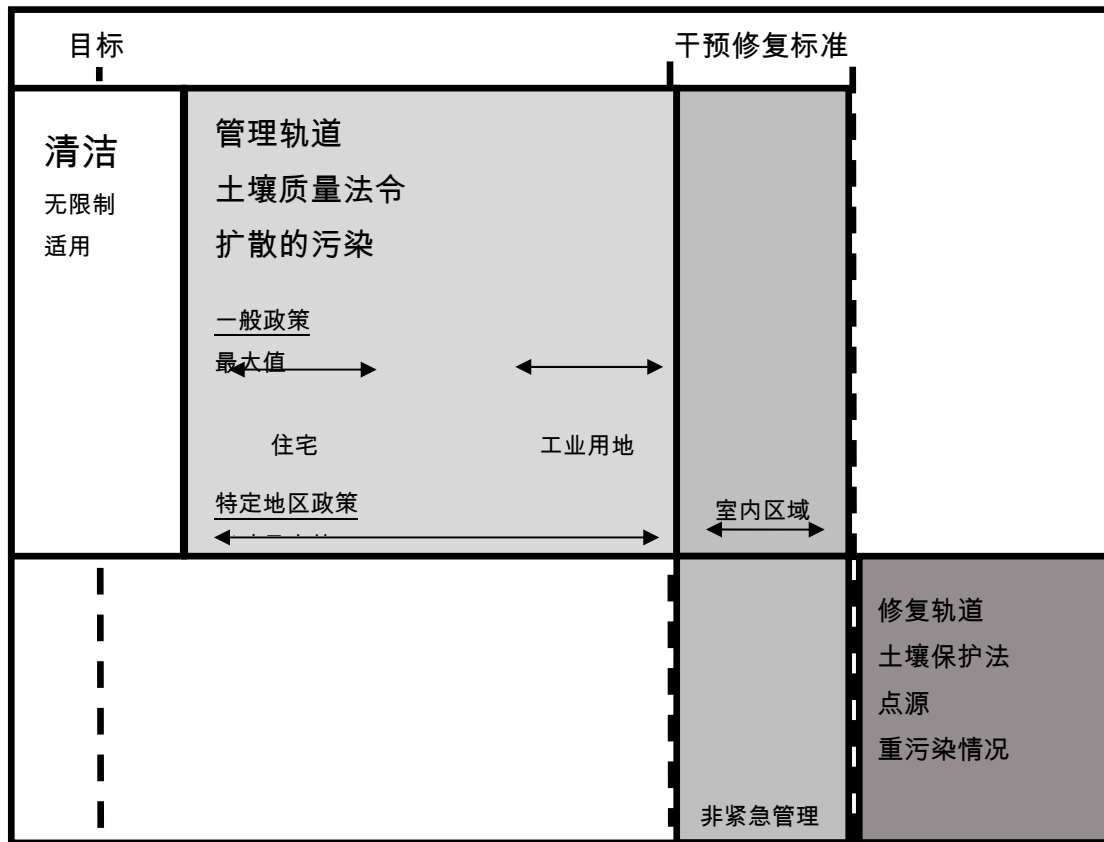 目标
干预修复标准
清洁
无限制
适用
管理轨道
土壤质量法令
扩散的污染
一般政策
最大值
住宅
工业用地
特定地区政策
室内区域
修复轨道
土壤保护法
点源
重污染情况
非紧急管理